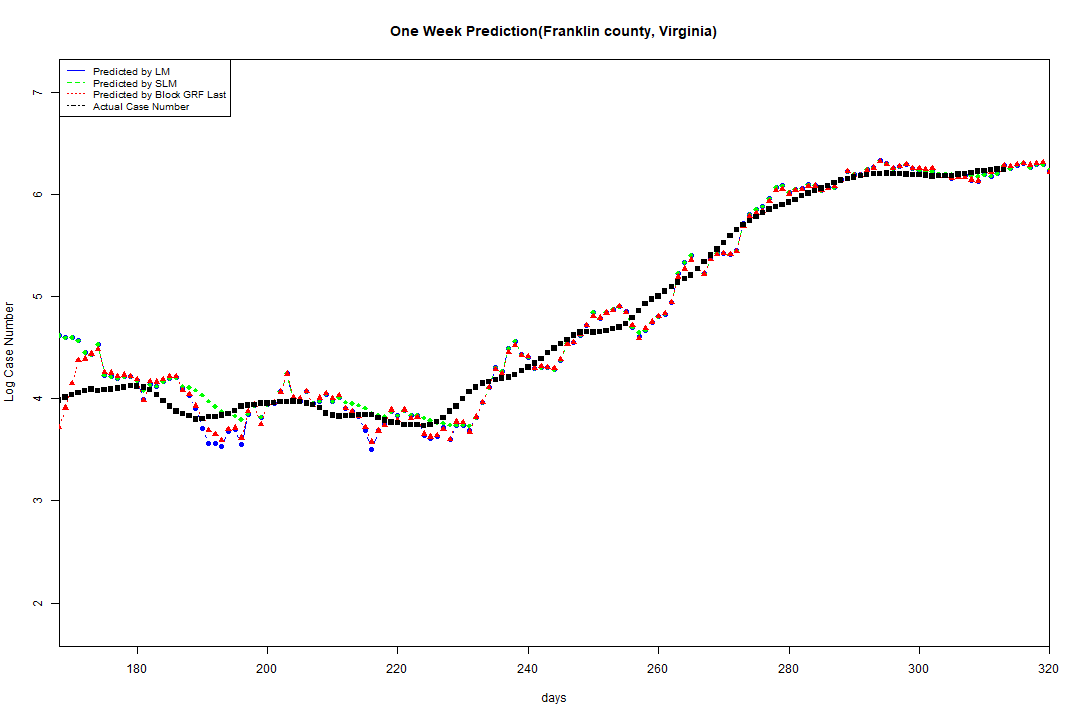 One Week Prediction(Franklin county, Virginia)
Predicted by LM
Predicted by SLM
Predicted by Block GRF Last
Actual Case Number
7
6
5
4
3
2
Log Case Number
180 200 220 240 260 280 300 320
days